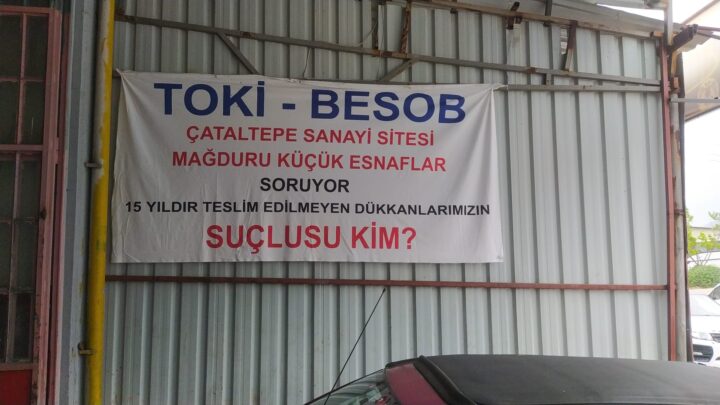 TOKİ - BESOB
ÇATALTEPE SANAYİ SİTESİ
MAĞDURU KÜÇÜK ESNAFLAR
SORUYOR
15 YILDIR TESLİM EDİLMEYEN DÜKKANLARIMIZIN
SUÇLUSU KİM?